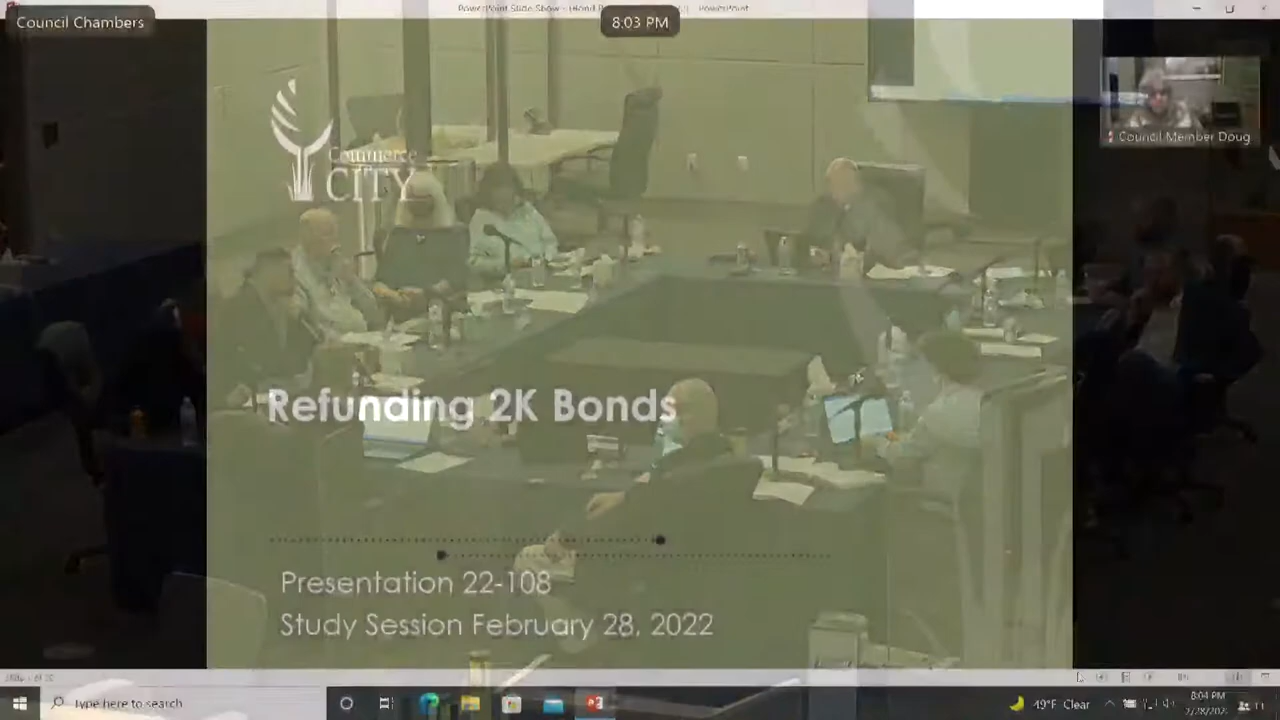 Council Chambers
8:03 PM
PowerPoint
Council Member Doug
Commerce
CITY
Refunding 2K Bonds
Presentation 22-108
Study Session February 28, 2022
Type here to search
49°F Clear
8:04 PM